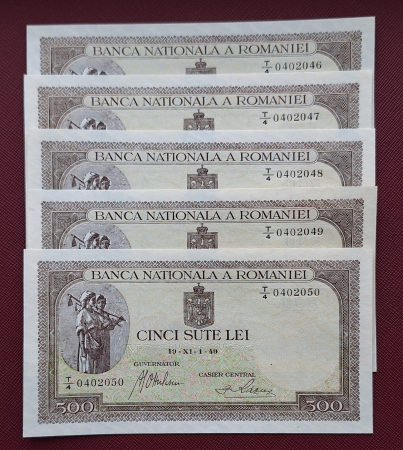 BANCA NATIONALA A ROMANIEI
T/4 0402046
BANCA NATIONALA A ROMANIEI
T/4 0402047
BANCA NATIONALA A ROMANIEI
T/4 0402048
BANCA NATIONALA A ROMANIEI
T/4 0402049
BANCA NATIONALA A ROMANIEI
T/4 0402050
CINCI SUTE LEI
19-XI-1-40
GUVERNATOR
CASIER CENTRAL
T/4 0402050
500 500